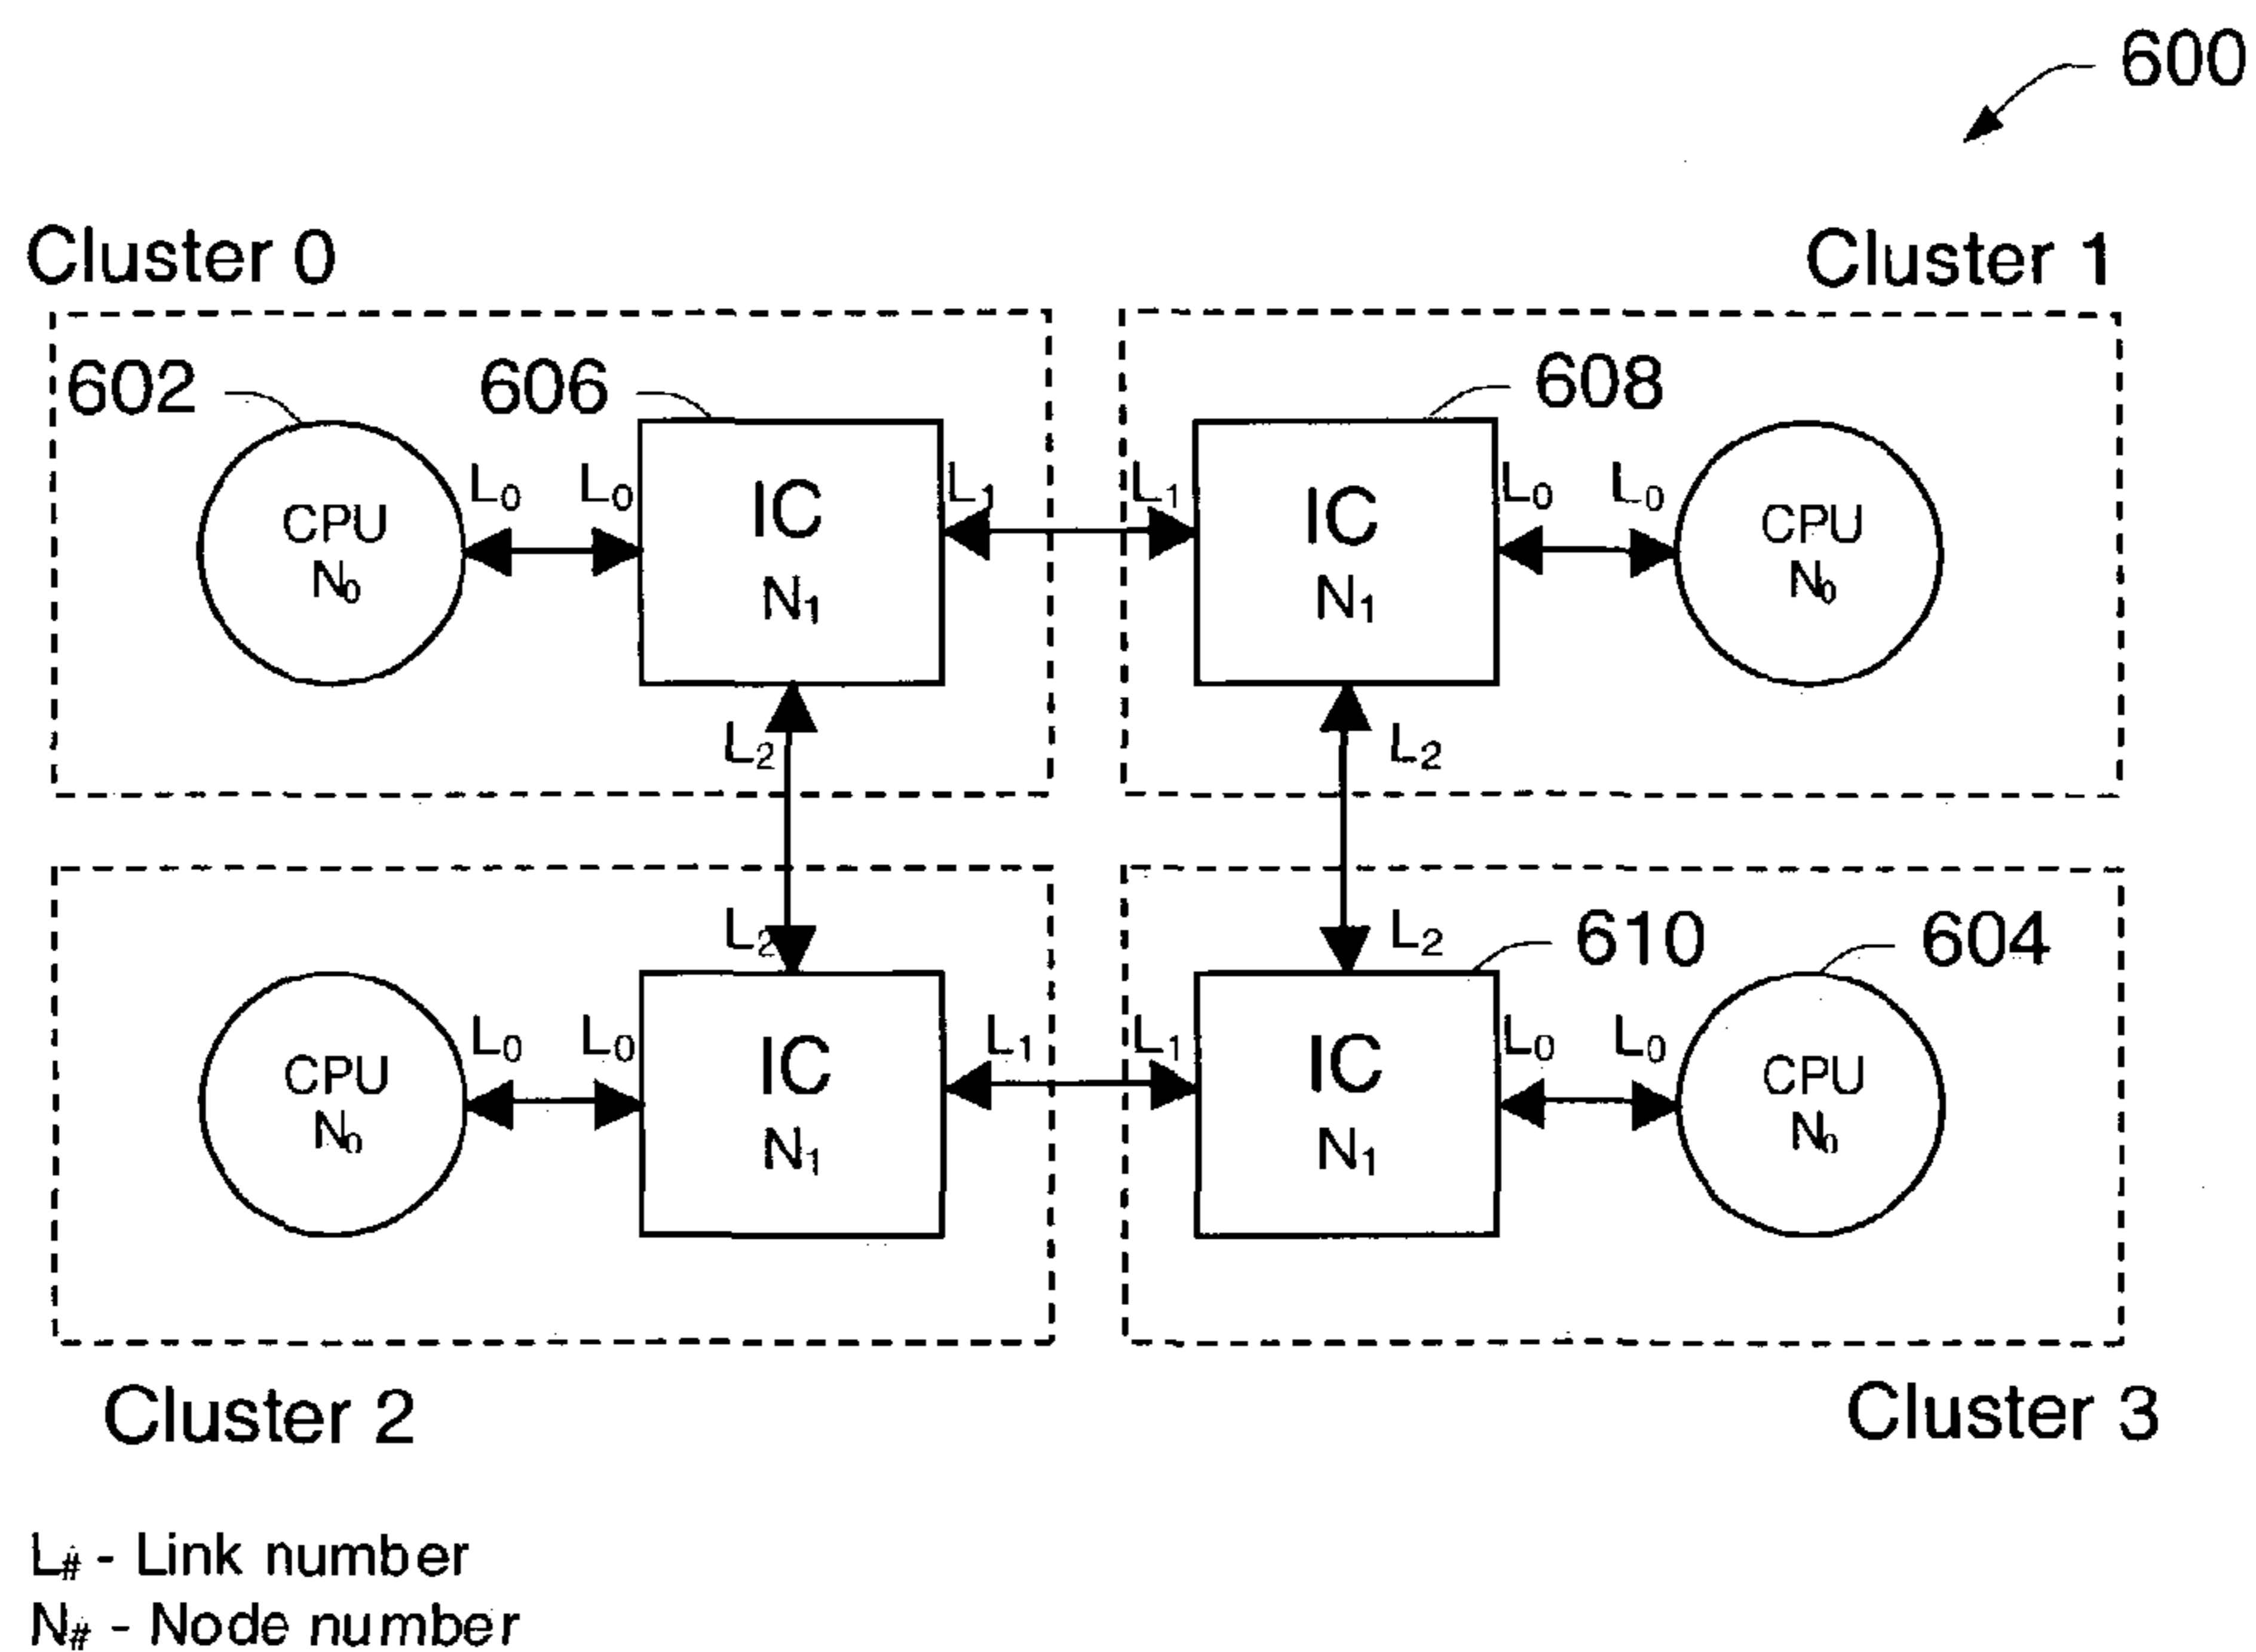 600
Cluster 0
Cluster 1
602
606
608
L0 L0 L1 L1 L0 L0
CPU
N0
IC
N1
IC
N1
CPU
N0
L2 L2
L2 L2
610
604
L0 L0 L1 L1 L0 L0
CPU
N0
IC
N1
IC
N1
CPU
N0
Cluster 2
Cluster 3
L# - Link number
N# - Node number